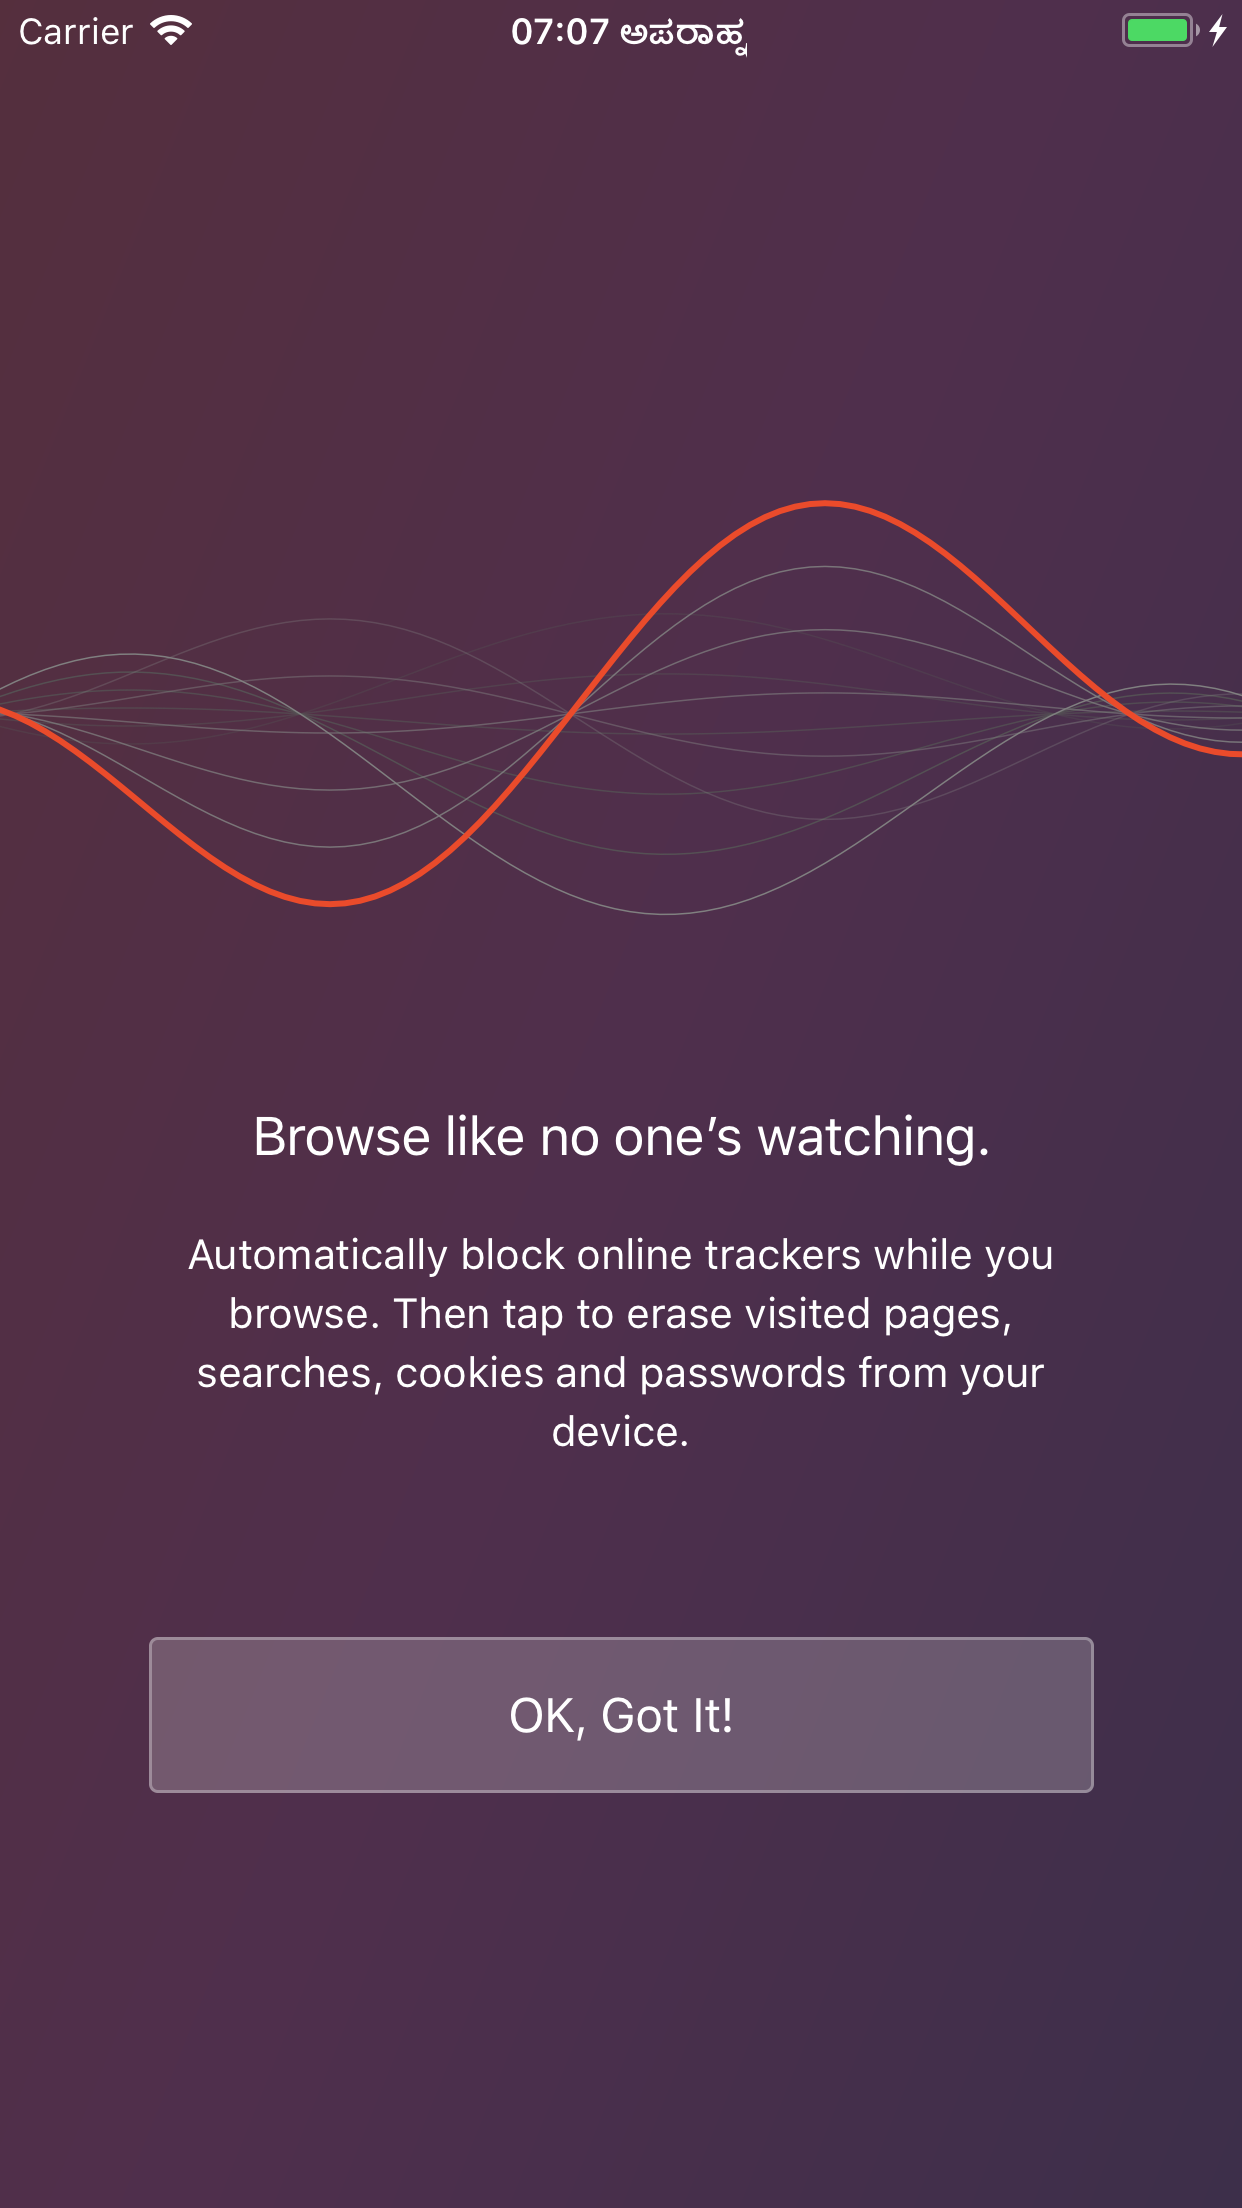 Carrier 07:07 ಅಪರಾಹ್ನ
Browse like no one’s watching.
Automatically block online trackers while you
browse. Then tap to erase visited pages,
searches, cookies and passwords from your
device.
OK, Got It!